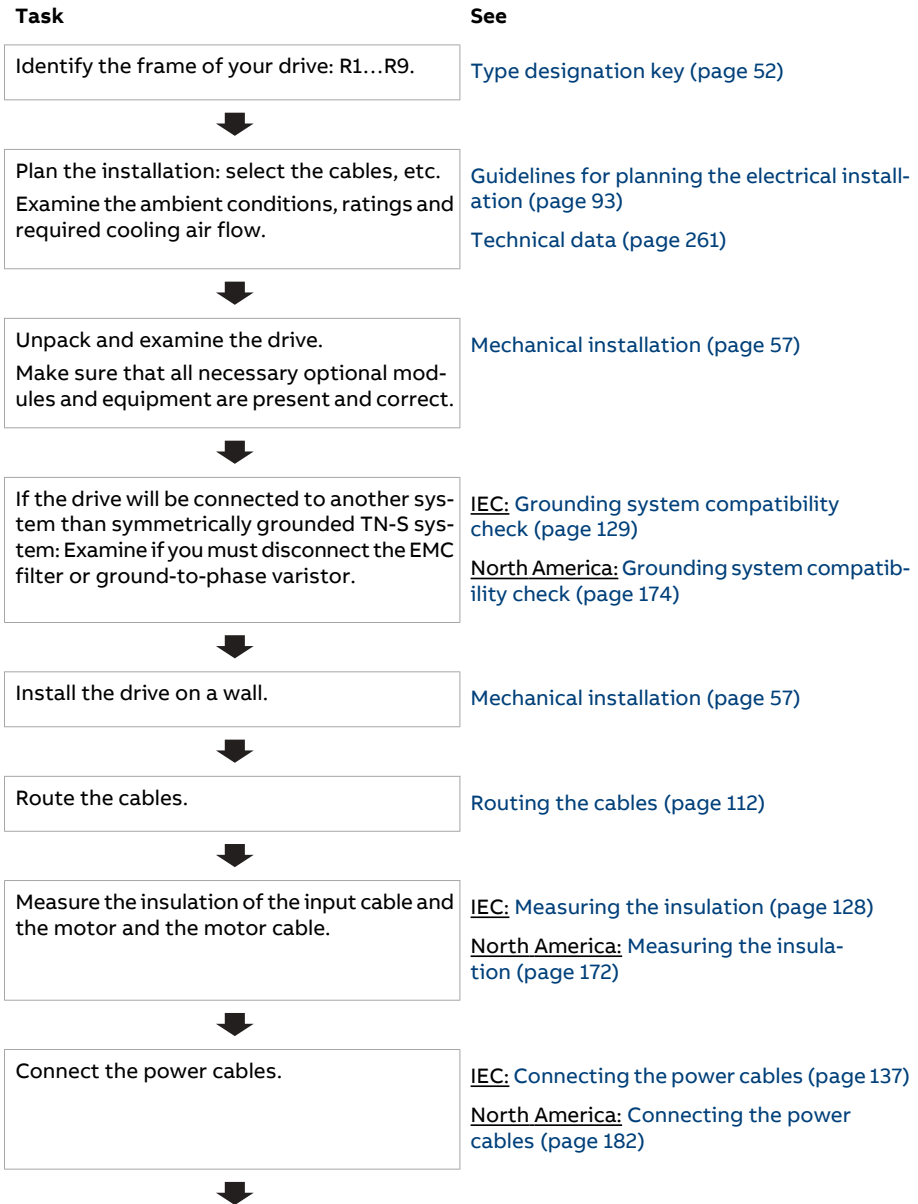 Task See
Identify the frame of your drive: R1…R9.
Type designation key (page 52)
Plan the installation: select the cables, etc.
Examine the ambient conditions, ratings and
required cooling air flow.
Guidelines for planning the electrical install-
ation (page 93)
Technical data (page 261)
Unpack and examine the drive.
Make sure that all necessary optional mod-
ules and equipment are present and correct.
Mechanical installation (page 57)
If the drive will be connected to another sys-
tem than symmetrically grounded TN-S sys-
tem: Examine if you must disconnect the EMC
filter or ground-to-phase varistor.
IEC: Grounding system compatibility
check (page 129)
North America: Grounding system compatib-
ility check (page 174)
Install the drive on a wall.
Mechanical installation (page 57)
Route the cables.
Routing the cables (page 112)
Measure the insulation of the input cable and
the motor and the motor cable.
IEC: Measuring the insulation (page 128)
North America: Measuring the insula-
tion (page 172)
Connect the power cables.
IEC: Connecting the power cables (page 137)
North America: Connecting the power
cables (page 182)